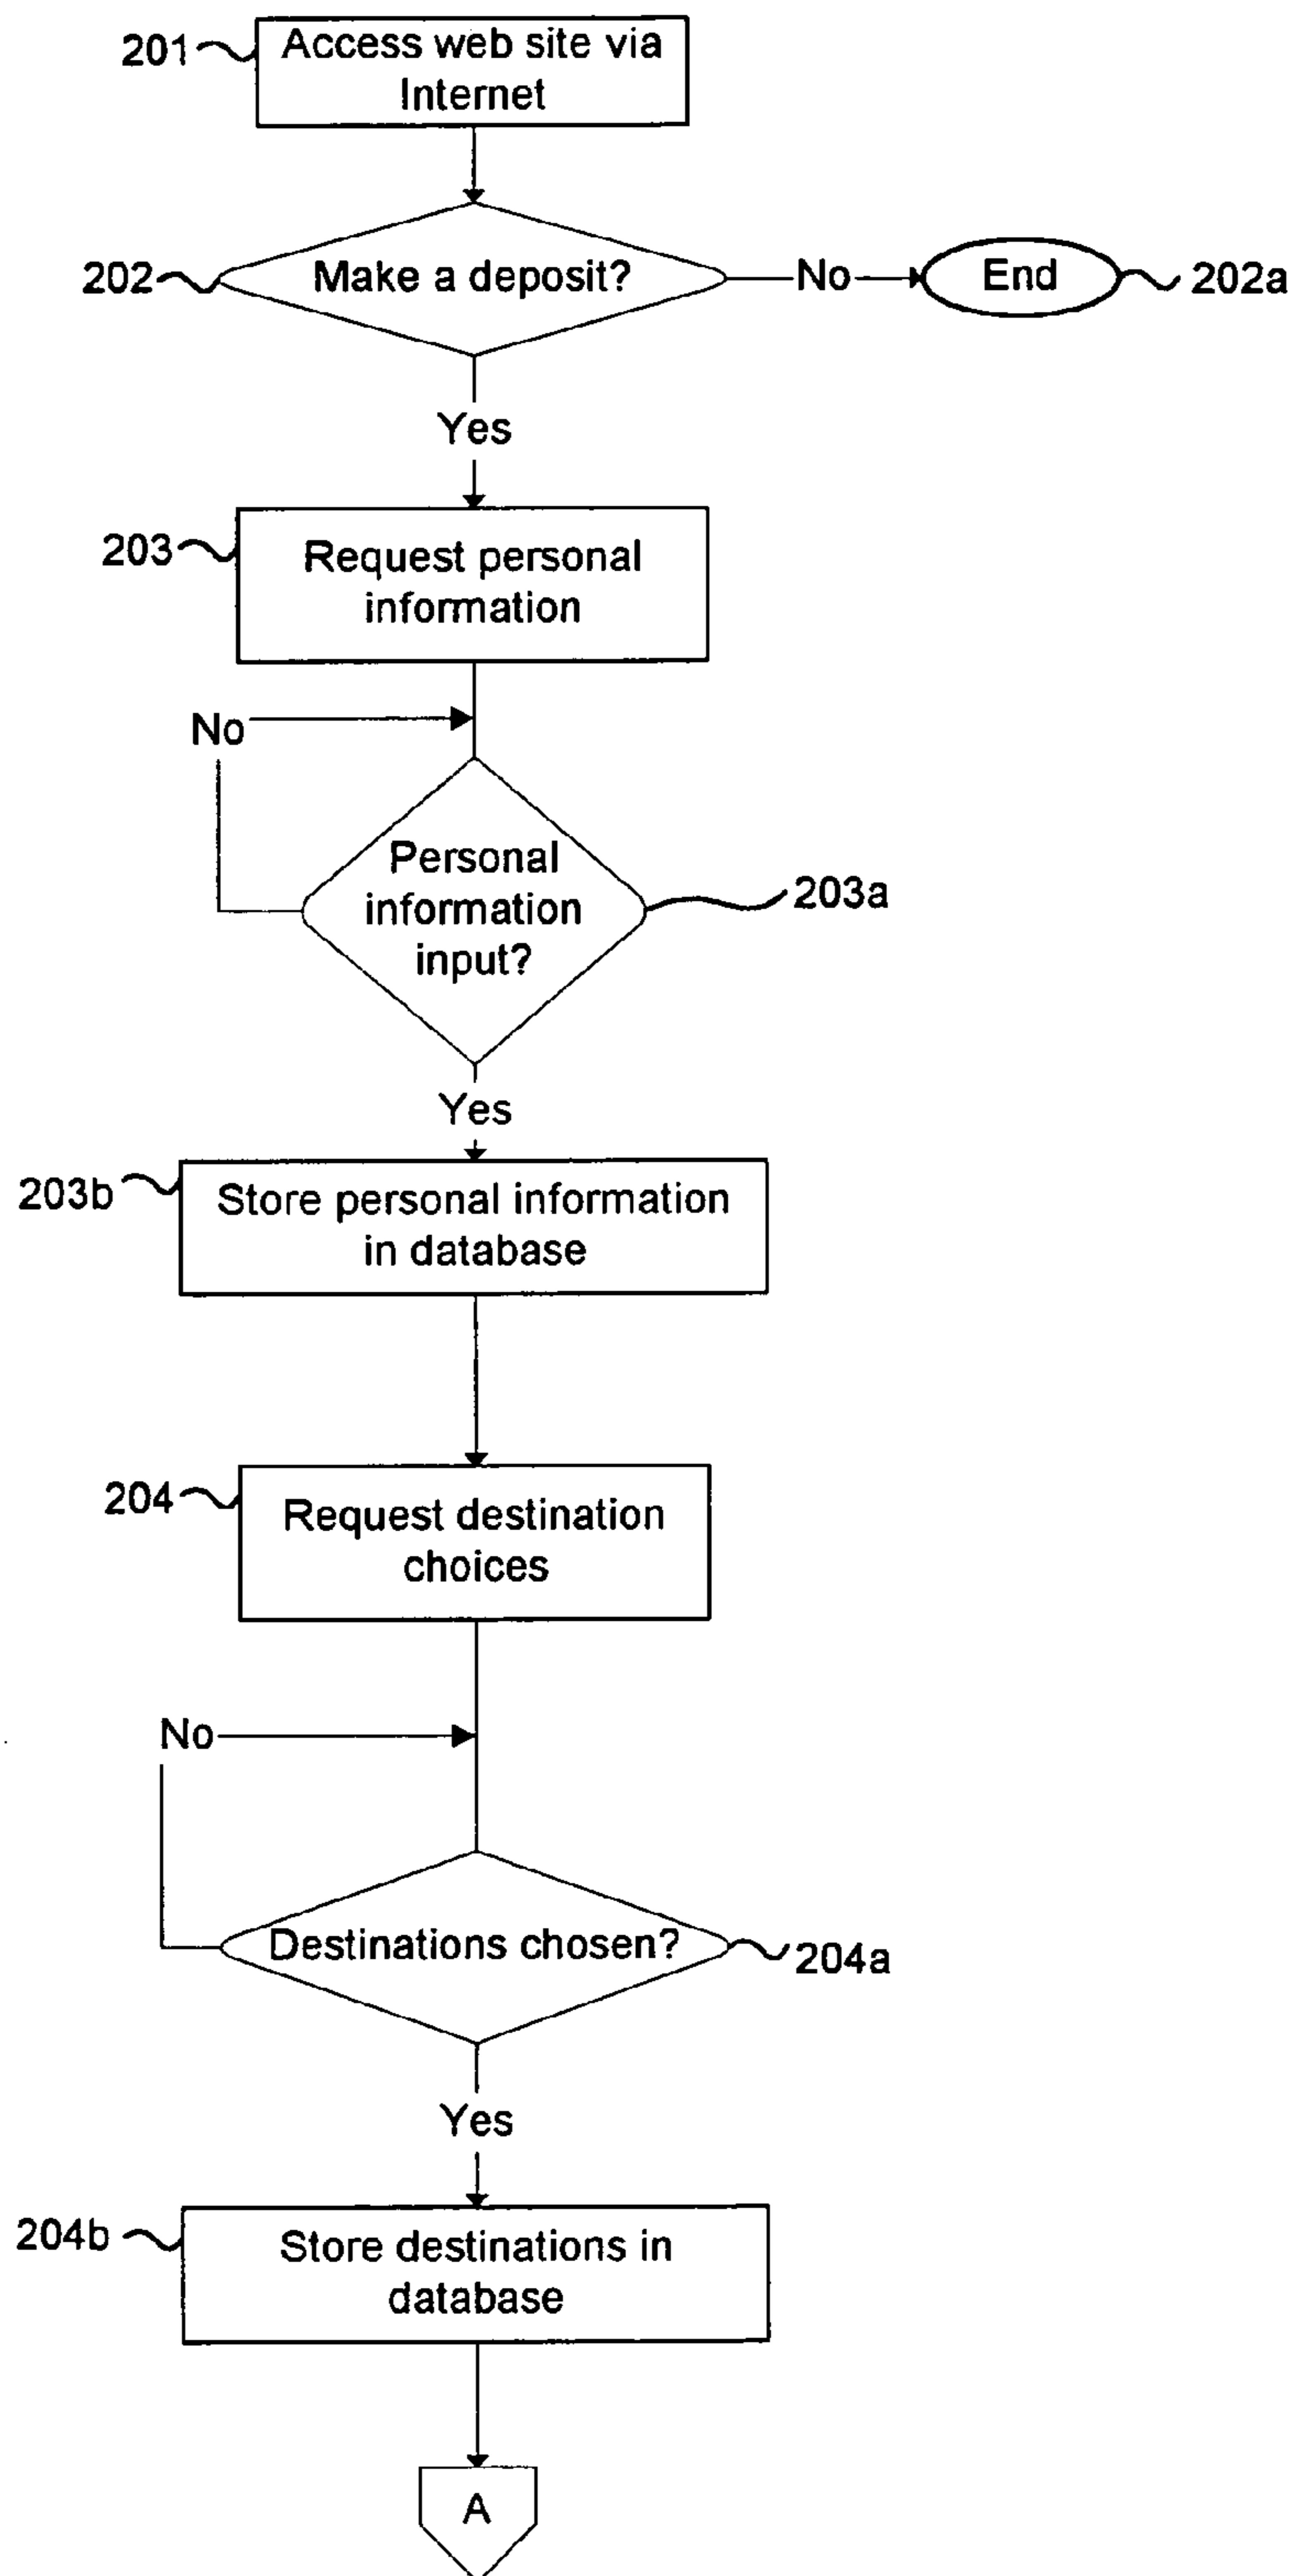 201
Access web site via
Internet
202
Make a deposit?
No
End
202a
Yes
203
Request personal
information
No
Personal
information
input?
203a
Yes
203b
Store personal information
in database
204
Request destination
choices
No
Destinations chosen?
204a
Yes
204b
Store destinations in
database
A